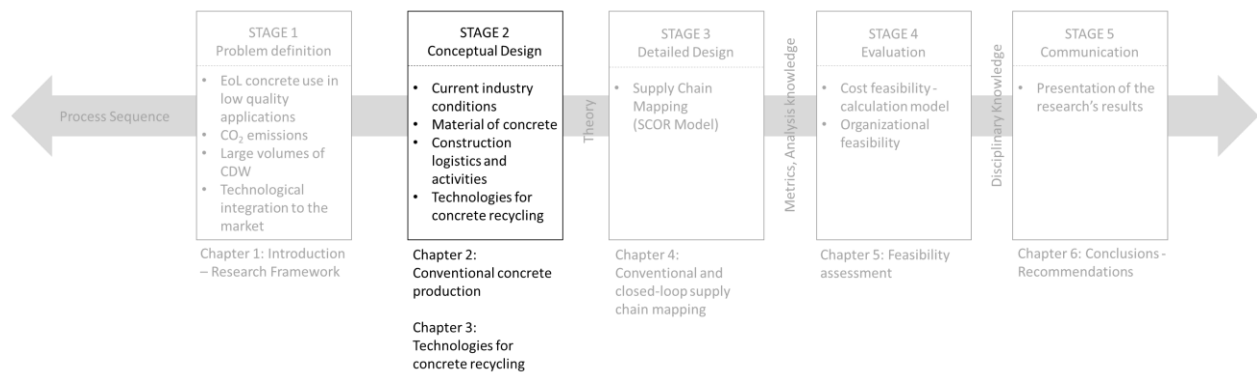 Process Sequence
STAGE 1
Problem definition
• EoL concrete use in
low quality
applications
• CO₂ emissions
• Large volumes of
CDW
• Technological
integration to the
market
Chapter 1: Introduction
– Research Framework
STAGE 2
Conceptual Design
• Current industry
conditions
• Material of concrete
• Construction
logistics and
activities
• Technologies for
concrete recycling
Chapter 2:
Conventional concrete
production
Chapter 3:
Technologies for
concrete recycling
Theory
STAGE 3
Detailed Design
• Supply Chain
Mapping
(SCOR Model)
Chapter 4:
Conventional and
closed-loop supply
chain mapping
Metrics, Analysis knowledge
STAGE 4
Evaluation
• Cost feasibility -
calculation model
• Organizational
feasibility
Chapter 5: Feasibility
assessment
Disciplinary Knowledge
STAGE 5
Communication
• Presentation of the
research's results
Chapter 6: Conclusions -
Recommendations